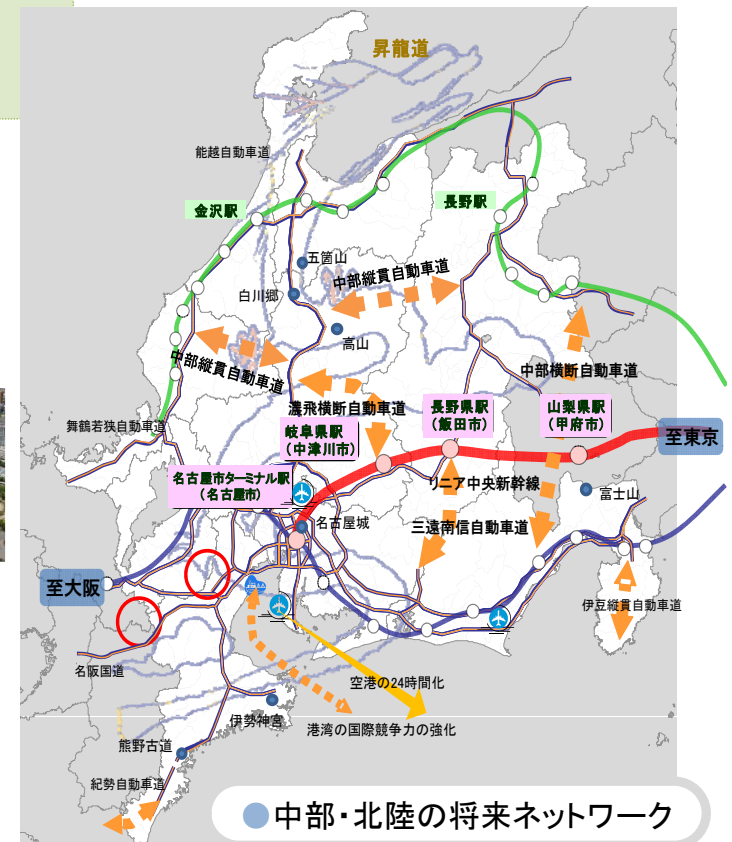 昇龍道
能越自動車道
金沢駅
長野駅
五箇山
中部縦貫自動車道
白川郷
高山
中部縦貫自動車道
中部横断自動車道
舞鶴若狭自動車道
濃飛横断自動車道
岐阜県駅
（中津川市）
長野県駅
（飯田市）
山梨県駅
（甲府市）
至東京
名古屋市ターミナル駅
（名古屋市）
リニア中央新幹線
富士山
名古屋城
三遠南信自動車道
至大阪
伊豆縦貫自動車道
名阪国道
空港の24時間化
伊勢神宮
港湾の国際競争力の強化
熊野古道
紀勢自動車道
●中部・北陸の将来ネットワーク